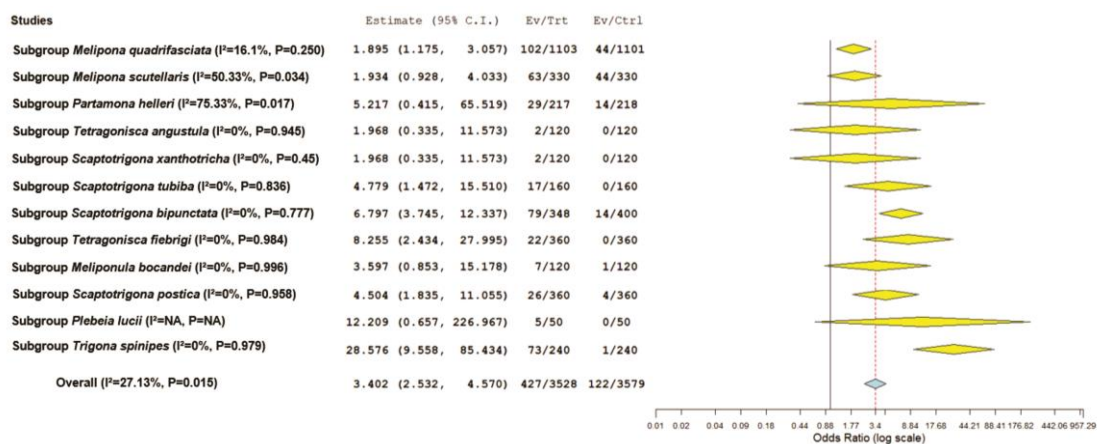 Studies Estimate (95% C.I.) Ev/Trt Ev/Ctrl
Subgroup Melipona quadrifasciata (I²=16.1%, P=0.250) 1.895 (1.175, 3.057) 102/1103 44/1101
Subgroup Melipona scutellaris (I²=50.33%, P=0.034) 1.934 (0.928, 4.033) 63/330 44/330
Subgroup Partamona helleri (I²=75.33%, P=0.017) 5.217 (0.415, 65.519) 29/217 14/218
Subgroup Tetragonisca angustula (I²=0%, P=0.945) 1.968 (0.335, 11.573) 2/120 0/120
Subgroup Scaptotrigona xanthotricha (I²=0%, P=0.45) 1.968 (0.335, 11.573) 2/120 0/120
Subgroup Scaptotrigona tubiba (I²=0%, P=0.836) 4.779 (1.472, 15.510) 17/160 0/160
Subgroup Scaptotrigona bipunctata (I²=0%, P=0.777) 6.797 (3.745, 12.337) 79/348 14/400
Subgroup Tetragonisca fiebrigi (I²=0%, P=0.984) 8.255 (2.434, 27.995) 22/360 0/360
Subgroup Meliponula bocandei (I²=0%, P=0.996) 3.597 (0.853, 15.178) 7/120 1/120
Subgroup Scaptotrigona postica (I²=0%, P=0.958) 4.504 (1.835, 11.055) 26/360 4/360
Subgroup Plebeia lucii (I²=NA, P=NA) 12.209 (0.657, 226.967) 5/50 0/50
Subgroup Trigona spinipes (I²=0%, P=0.979) 28.576 (9.558, 85.434) 73/240 1/240
Overall (I²=27.13%, P=0.015) 3.402 (2.532, 4.570) 427/3528 122/3579
0.01 0.02 0.04 0.09 0.18 0.44 0.88 1.77 3.4 8.84 17.68 44.21 88.41 176.82 442.06 957.29
Odds Ratio (log scale)